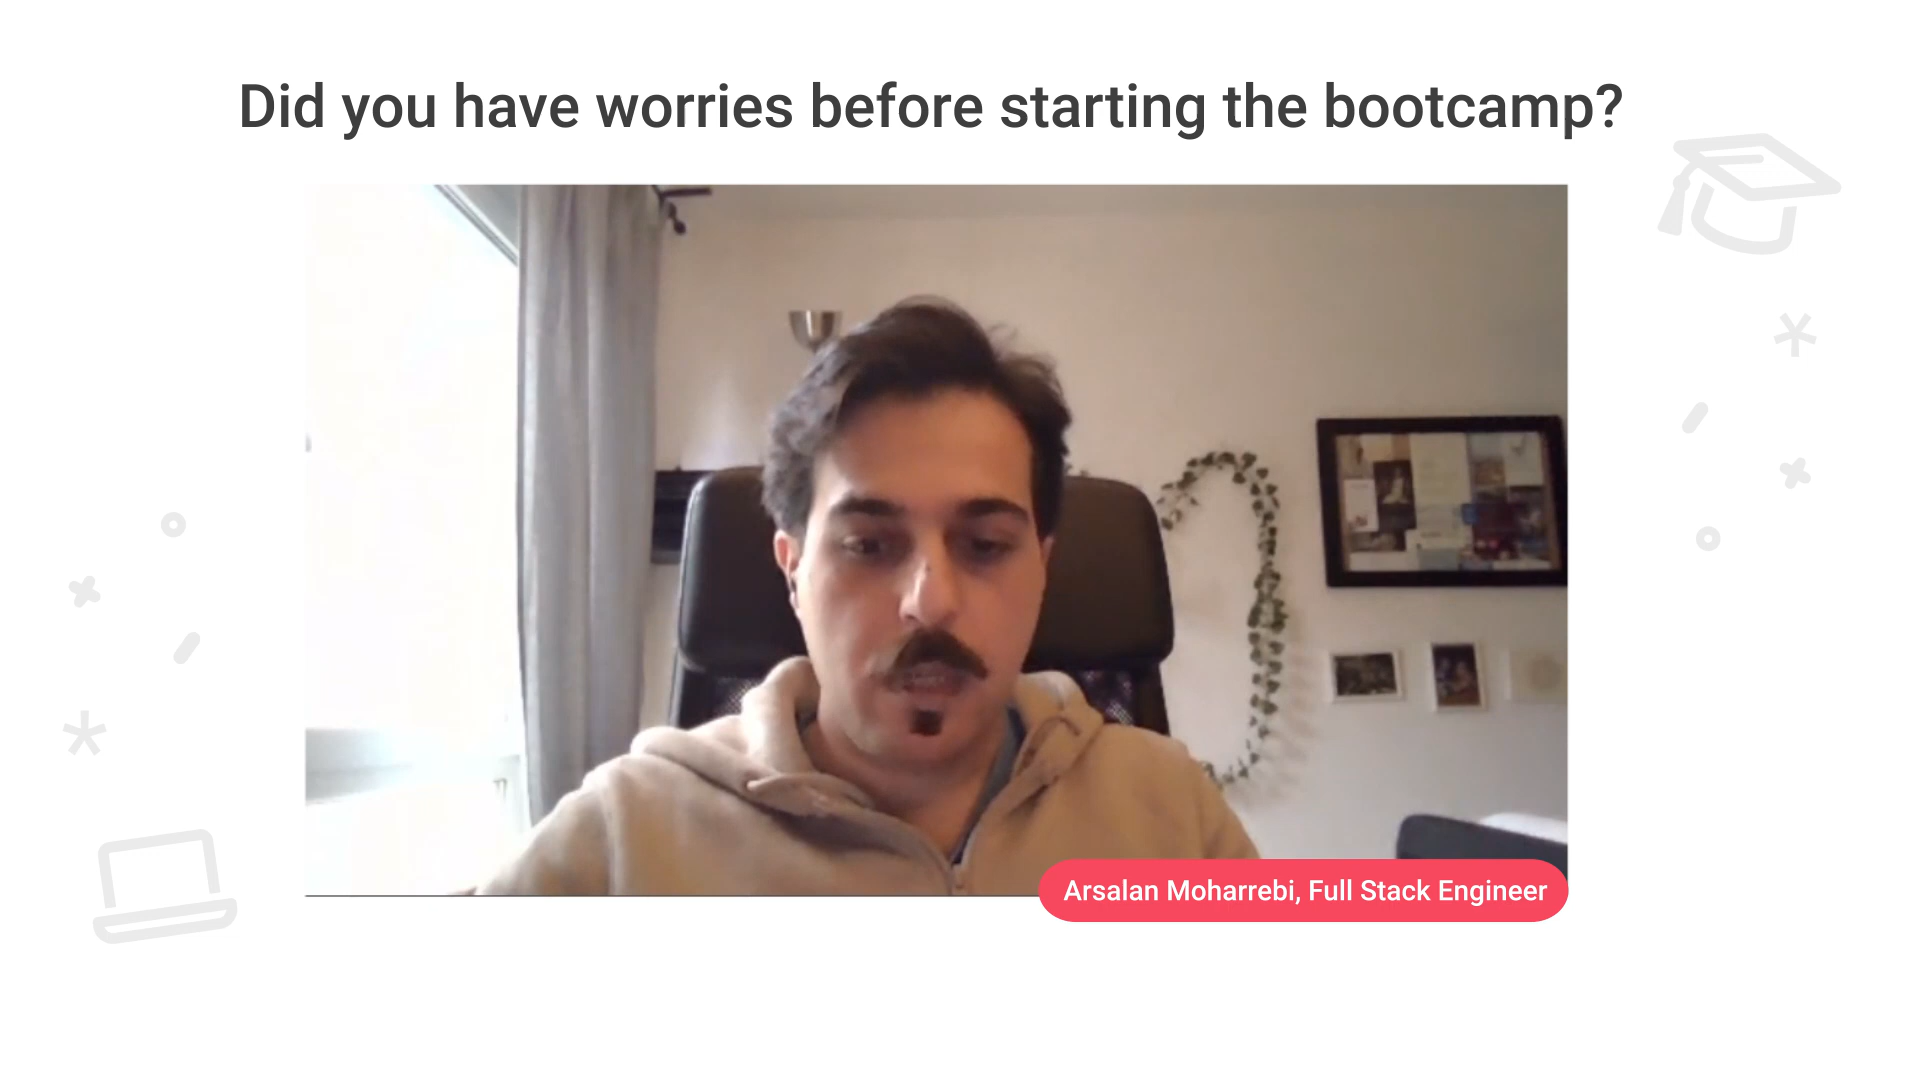 Did you have worries before starting the bootcamp?
Arsalan Moharrebi, Full Stack Engineer